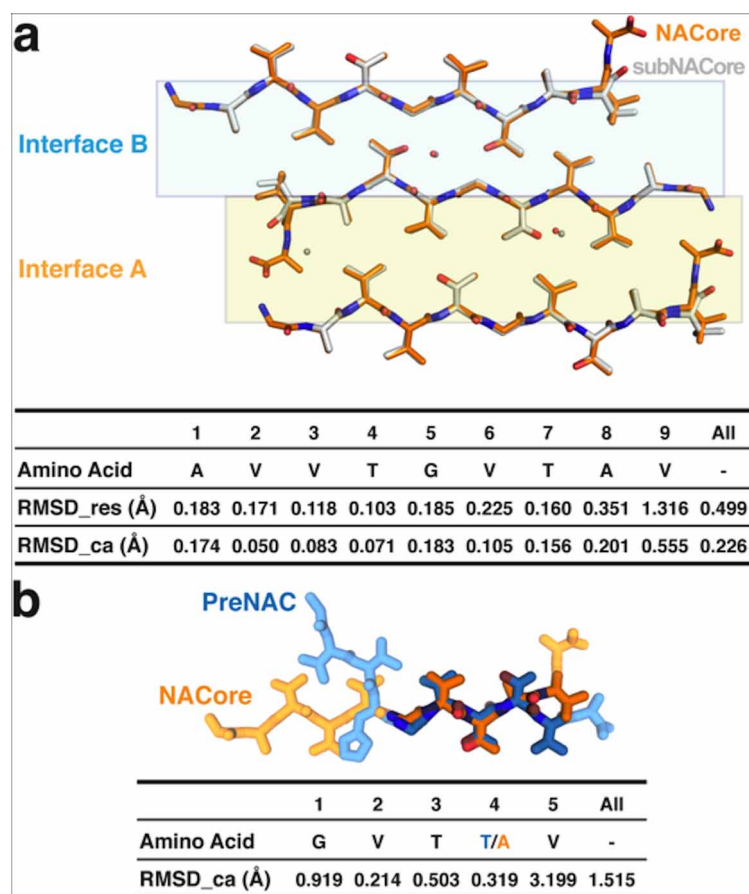 a
NACore
subNACore
Interface B
Interface A
1 2 3 4 5 6 7 8 9 All
Amino Acid A V V T G V T A V -
RMSD_res (Å) 0.183 0.171 0.118 0.103 0.185 0.225 0.160 0.351 1.316 0.499
RMSD_ca (Å) 0.174 0.050 0.083 0.071 0.183 0.105 0.156 0.201 0.555 0.226
b
PreNAC
NACore
1 2 3 4 5 All
Amino Acid G V T T/A V -
RMSD_ca (Å) 0.919 0.214 0.503 0.319 3.199 1.515